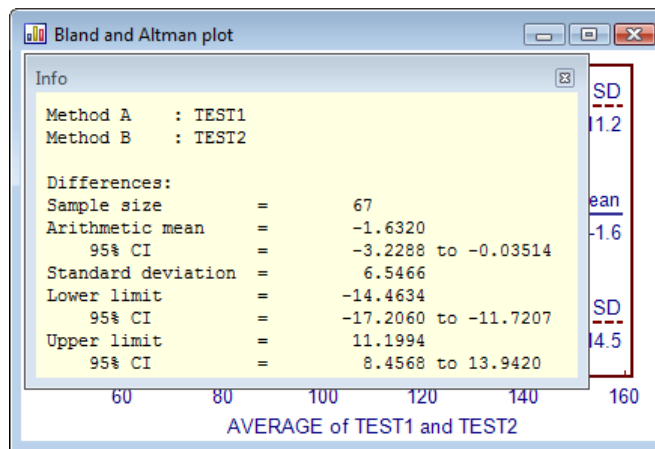 Bland and Altman plot
Info
Method A : TEST1
Method B : TEST2
Differences:
Sample size = 67
Arithmetic mean = -1.6320
95% CI = -3.2288 to -0.03514
Standard deviation = 6.5466
Lower limit = -14.4634
95% CI = -17.2060 to -11.7207
Upper limit = 11.1994
95% CI = 8.4568 to 13.9420
SD
11.2
ean
-1.6
SD
14.5
60 80 100 120 140 160
AVERAGE of TEST1 and TEST2